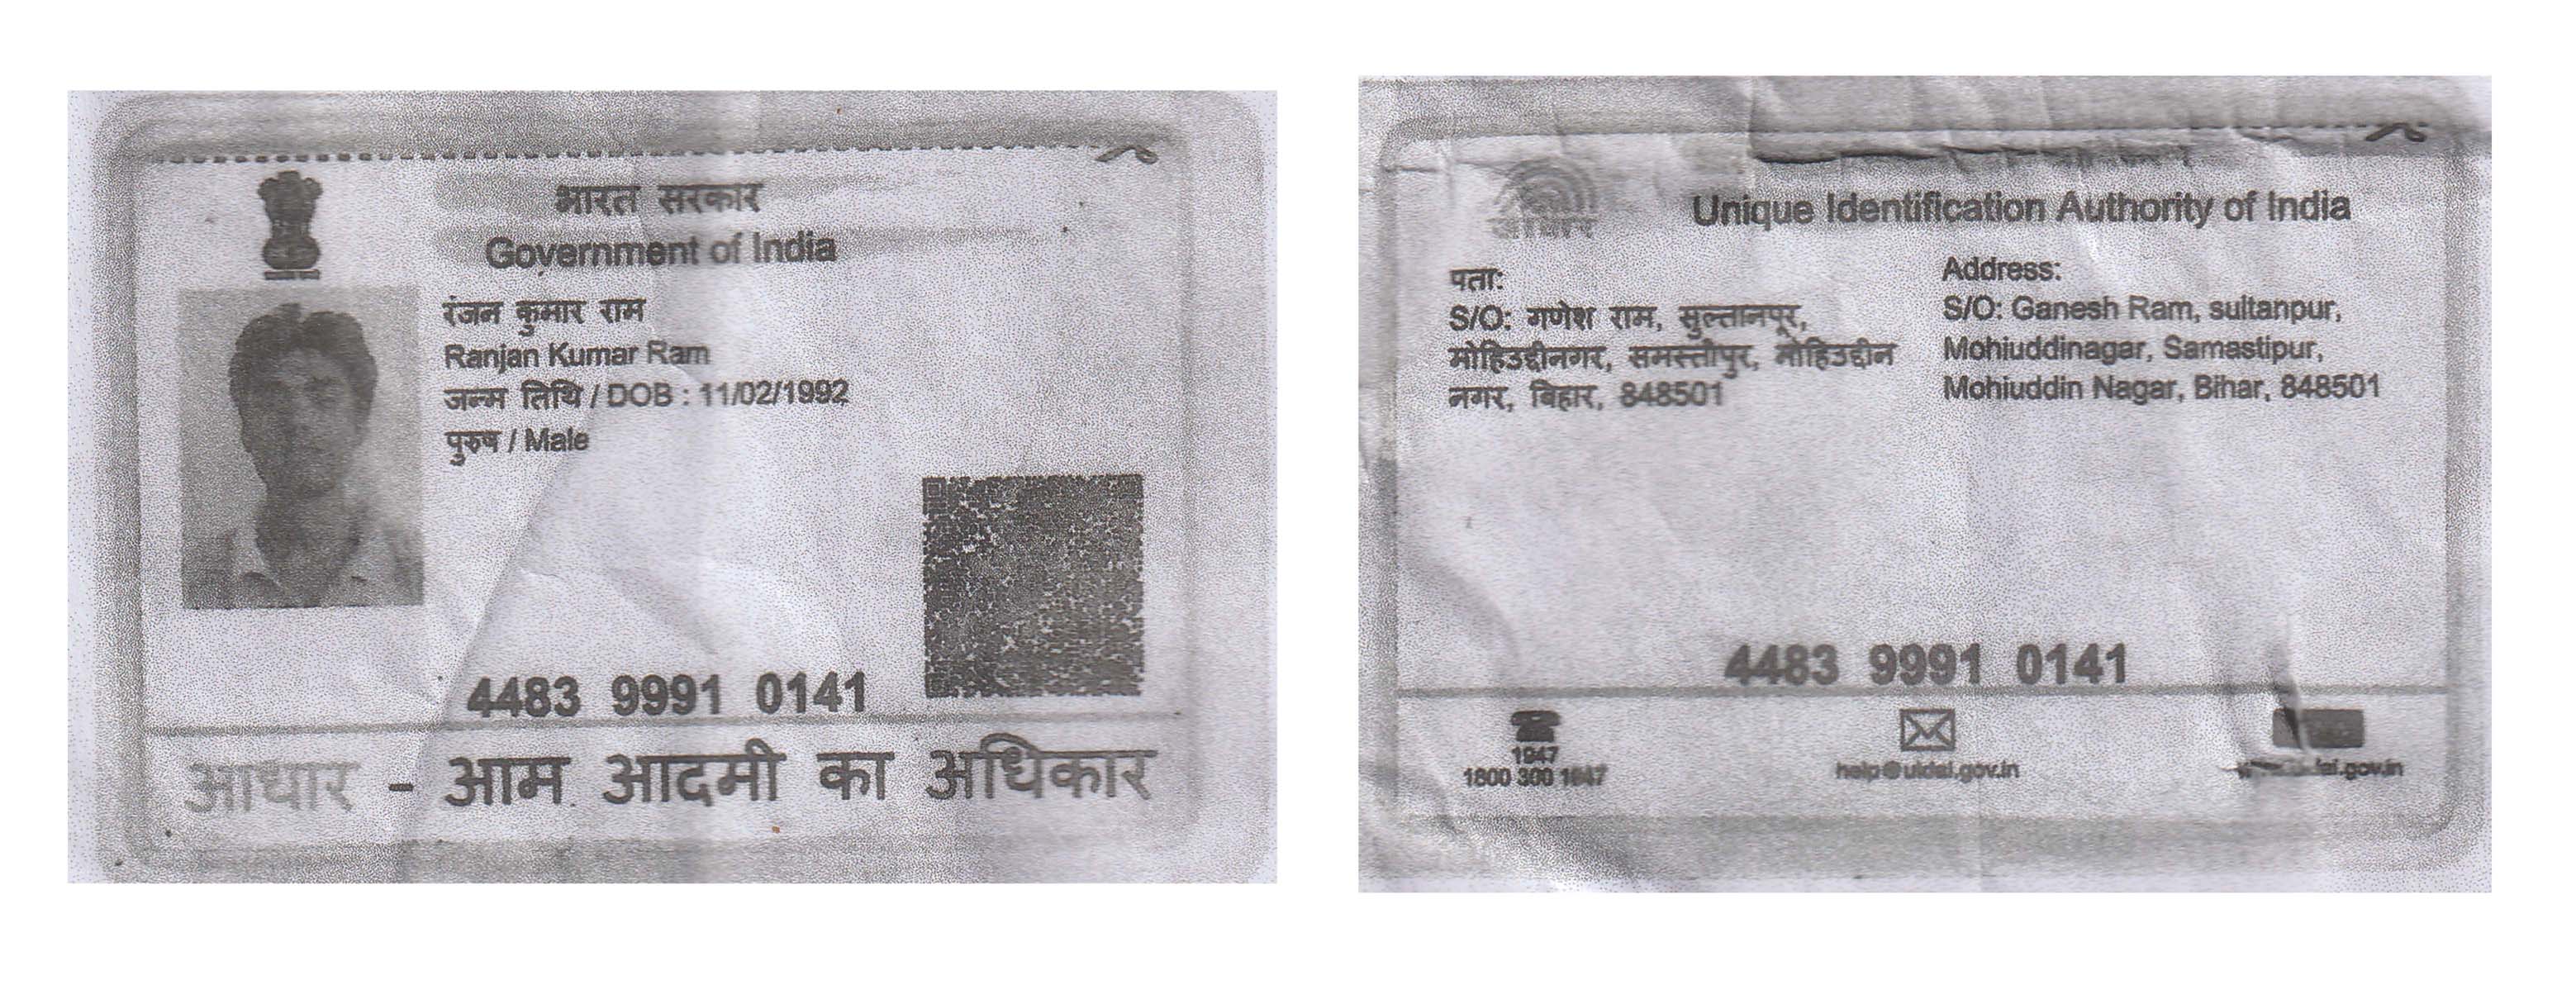 भारत सरकार
Government of India
रंजन कुमार राम
Ranjan Kumar Ram
जन्म तिथि / DOB : 11/02/1992
पुरुष / Male
4483 9991 0141
आधार - आम आदमी का अधिकार
Unique Identification Authority of India
पता:
S/O: गणेश राम, सुल्तानपूर,
मोहिउद्दीनगर, समस्तीपुर, मोहिउद्दीन
नगर, बिहार, 848501
Address:
S/O: Ganesh Ram, sultanpur,
Mohiuddinagar, Samastipur,
Mohiuddin Nagar, Bihar, 848501
4483 9991 0141
1947
1800 300 1947
help@uidai.gov.in